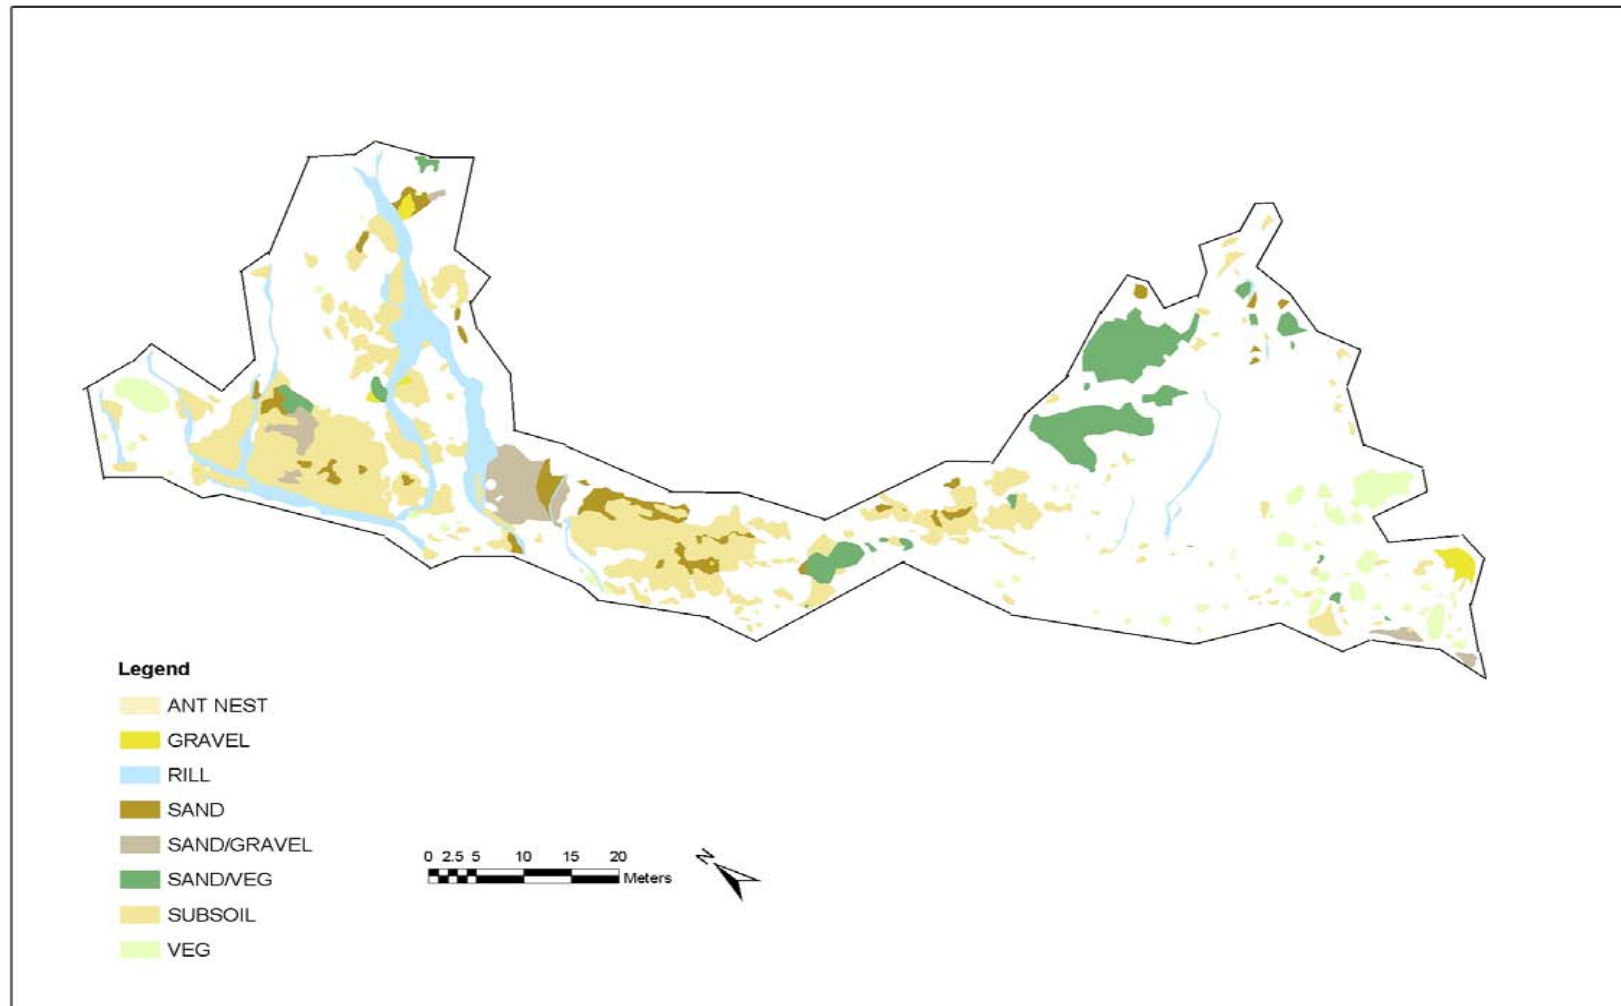 Legend
ANT NEST
GRAVEL
RILL
SAND
SAND/GRAVEL
SAND/VEG
SUBSOIL
VEG
0 2.5 5 10 15 20
Meters
N